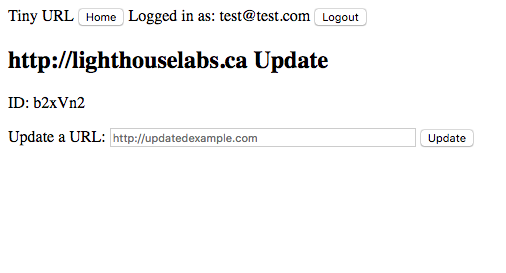 Tiny URL Home Logged in as: test@test.com Logout
http://lighthouselabs.ca Update
ID: b2xVn2
Update a URL: http://updatedexample.com Update